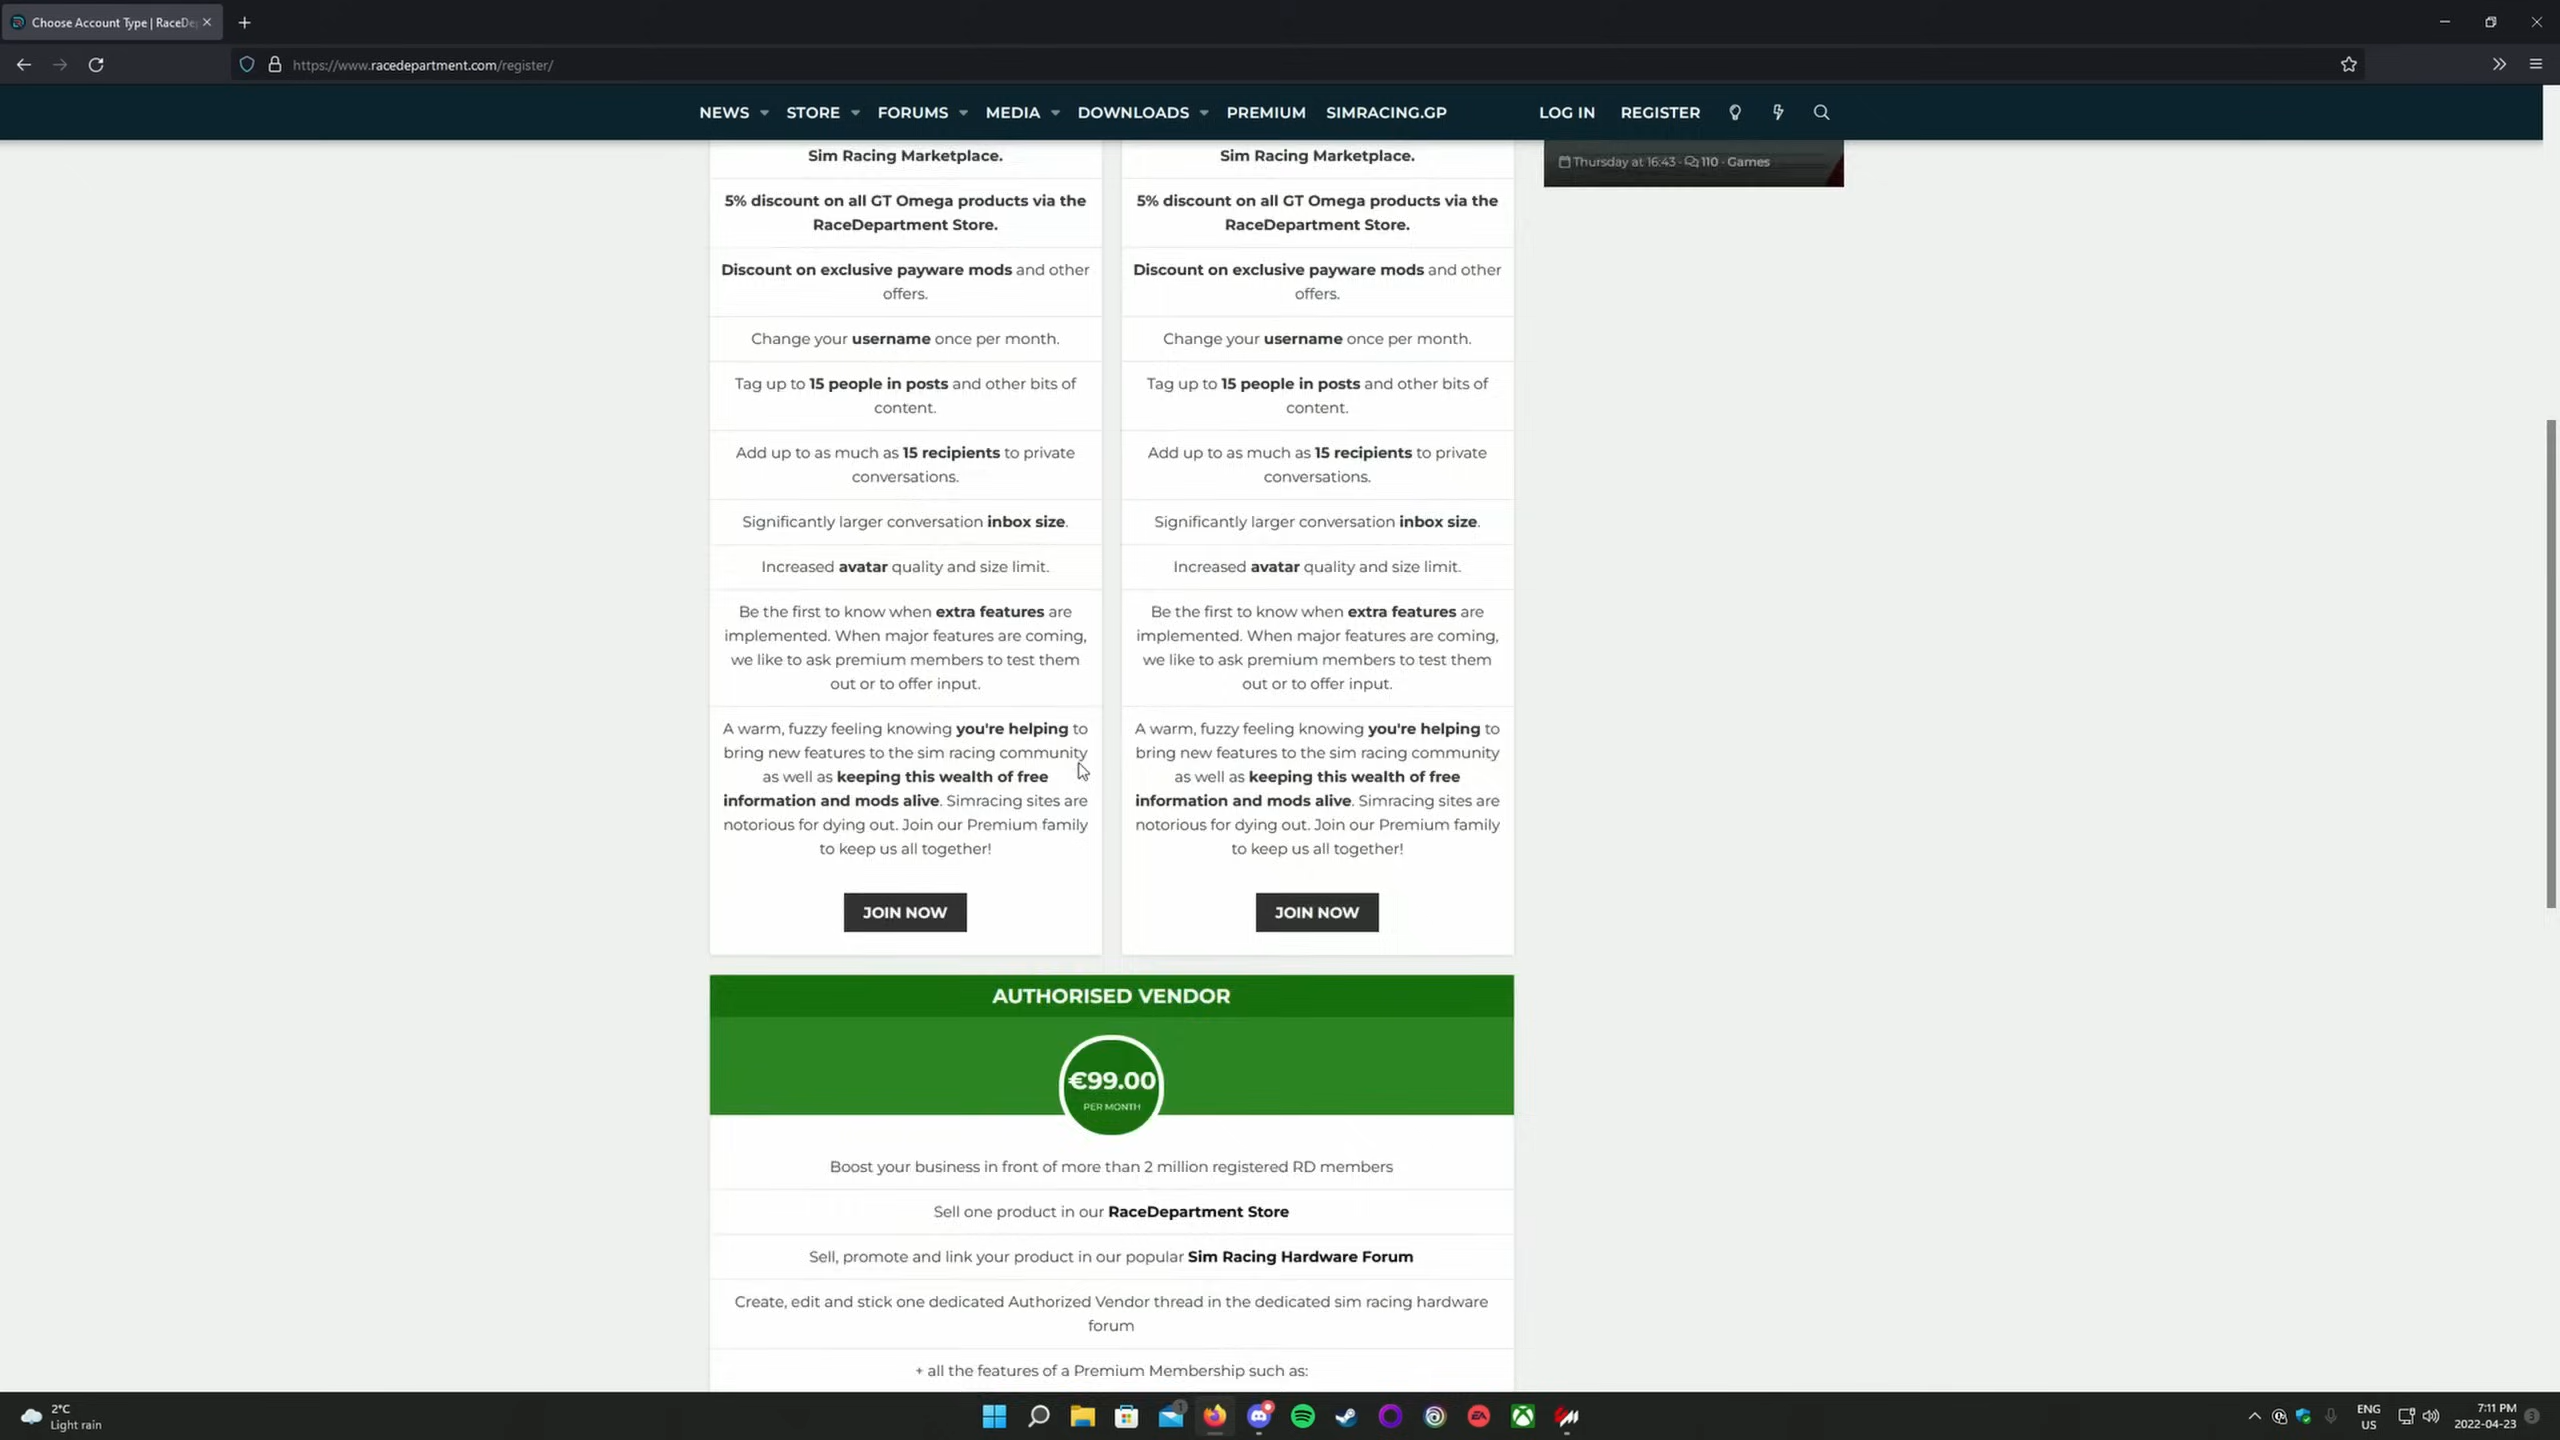 Choose Account Type | RaceDe
https://www.racedepartment.com/register/
NEWS STORE FORUMS MEDIA DOWNLOADS PREMIUM SIMRACING.GP LOG IN REGISTER
Sim Racing Marketplace.
5% discount on all GT Omega products via the
RaceDepartment Store.
Discount on exclusive payware mods and other
offers.
Change your username once per month.
Tag up to 15 people in posts and other bits of
content.
Add up to as much as 15 recipients to private
conversations.
Significantly larger conversation inbox size.
Increased avatar quality and size limit.
Be the first to know when extra features are
implemented. When major features are coming,
we like to ask premium members to test them
out or to offer input.
A warm, fuzzy feeling knowing you're helping to
bring new features to the sim racing community
as well as keeping this wealth of free
information and mods alive. Simracing sites are
notorious for dying out. Join our Premium family
to keep us all together!
JOIN NOW
Sim Racing Marketplace.
5% discount on all GT Omega products via the
RaceDepartment Store.
Discount on exclusive payware mods and other
offers.
Change your username once per month.
Tag up to 15 people in posts and other bits of
content.
Add up to as much as 15 recipients to private
conversations.
Significantly larger conversation inbox size.
Increased avatar quality and size limit.
Be the first to know when extra features are
implemented. When major features are coming,
we like to ask premium members to test them
out or to offer input.
A warm, fuzzy feeling knowing you're helping to
bring new features to the sim racing community
as well as keeping this wealth of free
information and mods alive. Simracing sites are
notorious for dying out. Join our Premium family
to keep us all together!
JOIN NOW
Thursday at 16:43 · 110 · Games
AUTHORISED VENDOR
€99.00
PER MONTH
Boost your business in front of more than 2 million registered RD members
Sell one product in our RaceDepartment Store
Sell, promote and link your product in our popular Sim Racing Hardware Forum
Create, edit and stick one dedicated Authorized Vendor thread in the dedicated sim racing hardware
forum
+ all the features of a Premium Membership such as:
2°C
Light rain
1
EA
ENG
US
7:11 PM
2022-04-23
3